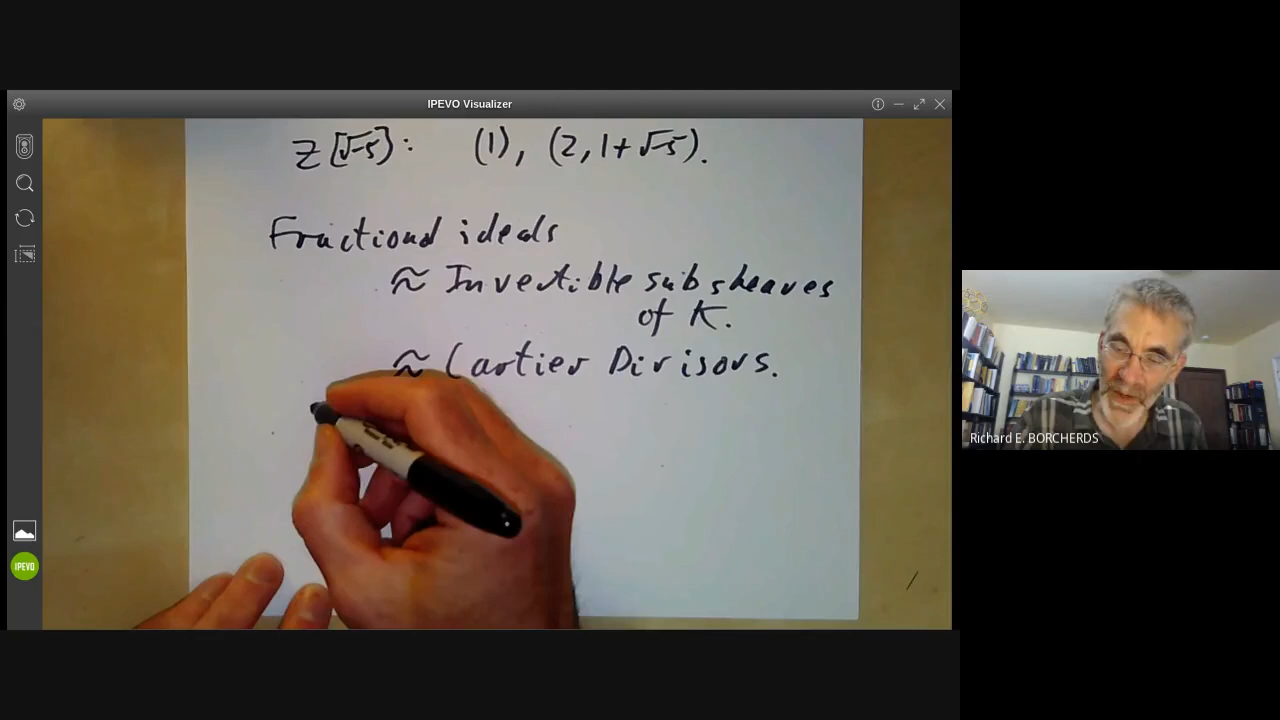 IPEVO Visualizer
Z[√-5]: (1), (2, 1+√-5).
Fractional ideals
≈ Invertible subsheaves
of K.
≈ Cartier Divisors.
IPEVO
Richard E. BORCHERDS